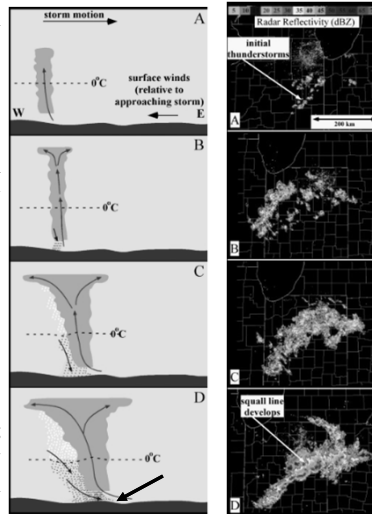 storm motion
A
0°C
surface winds
(relative to
approaching storm)
W
E
B
0°C
C
0°C
D
0°C
Radar Reflectivity (dBZ)
initial
thunderstorms
200 km
A
B
C
squall line
develops
D